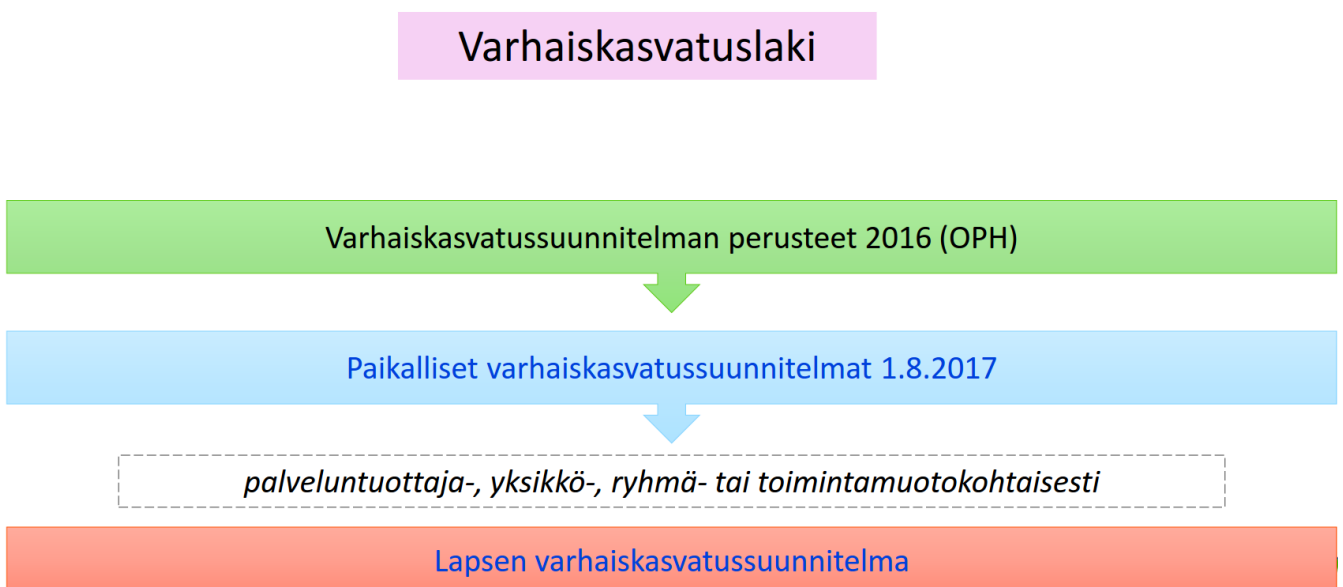 Varhaiskasvatuslaki
Varhaiskasvatussuunnitelman perusteet 2016 (OPH)
Paikalliset varhaiskasvatussuunnitelmat 1.8.2017
palveluntuottaja-, yksikkö-, ryhmä- tai toimintamuotokohtaisesti
Lapsen varhaiskasvatussuunnitelma